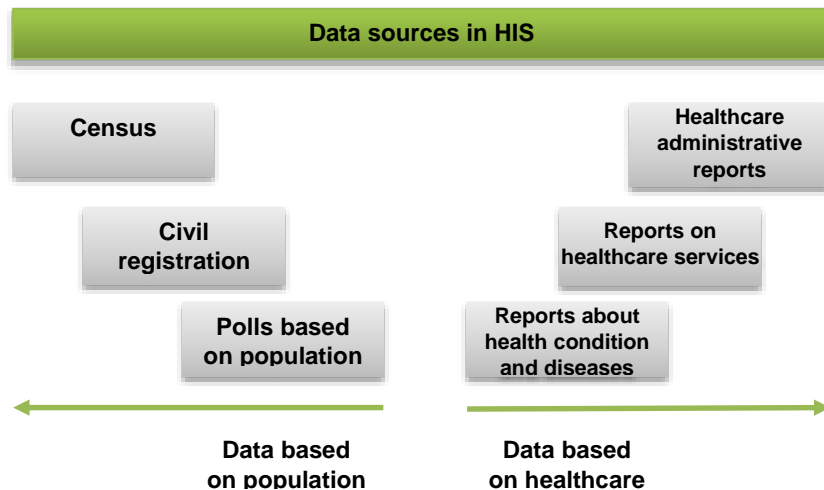 Data sources in HIS
Census
Healthcare
administrative
reports
Civil
registration
Reports on
healthcare services
Polls based
on population
Reports about
health condition
and diseases
Data based
on population
Data based
on healthcare